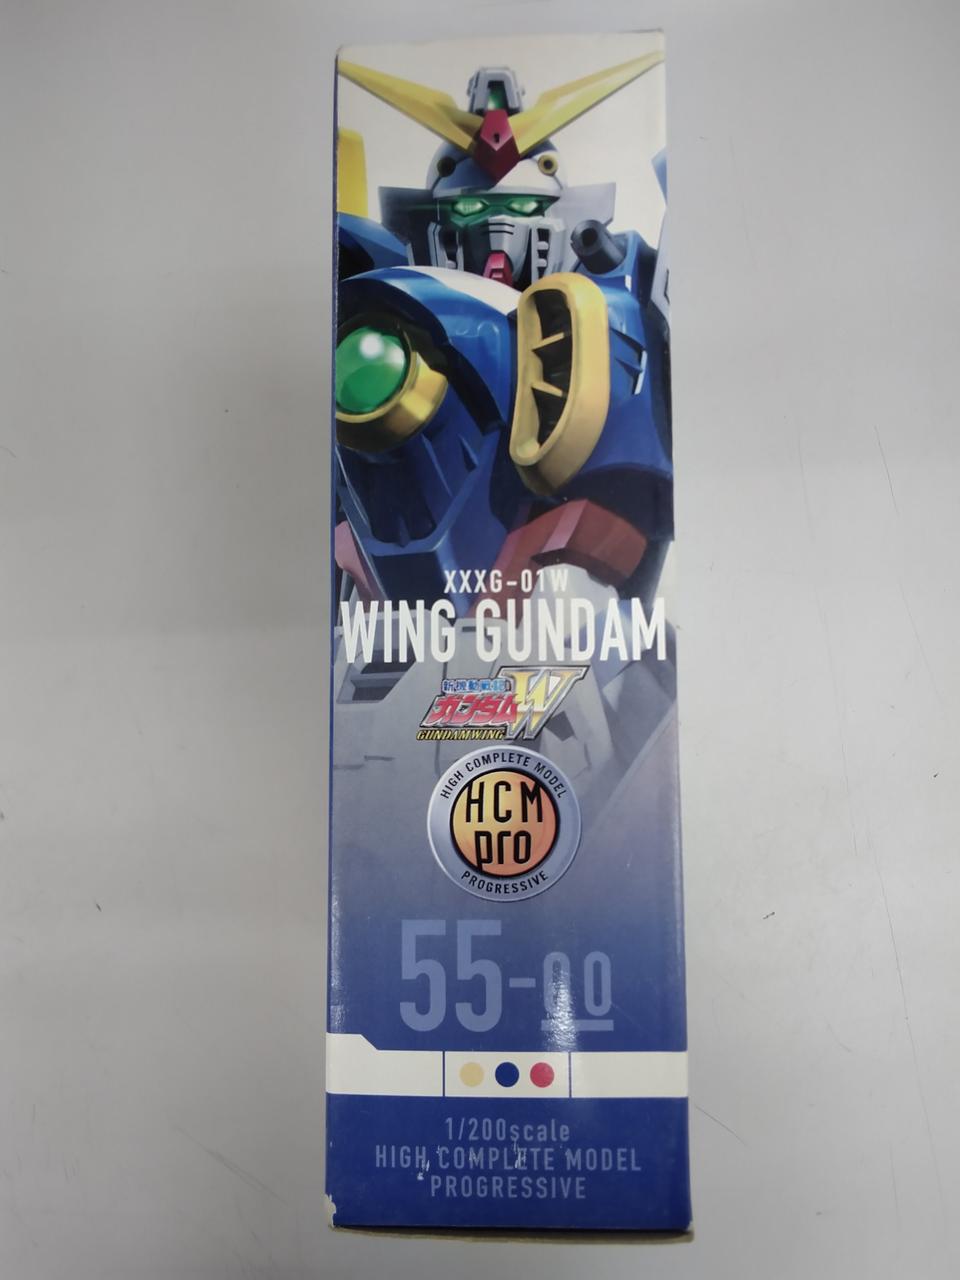 XXXG-01W
WING GUNDAM
新機動戦記
ガンダムW
GUNDAMWING
HIGH COMPLETE MODEL
HCM
pro
PROGRESSIVE
55-00
1/200scale
HIGH COMPLETE MODEL
PROGRESSIVE